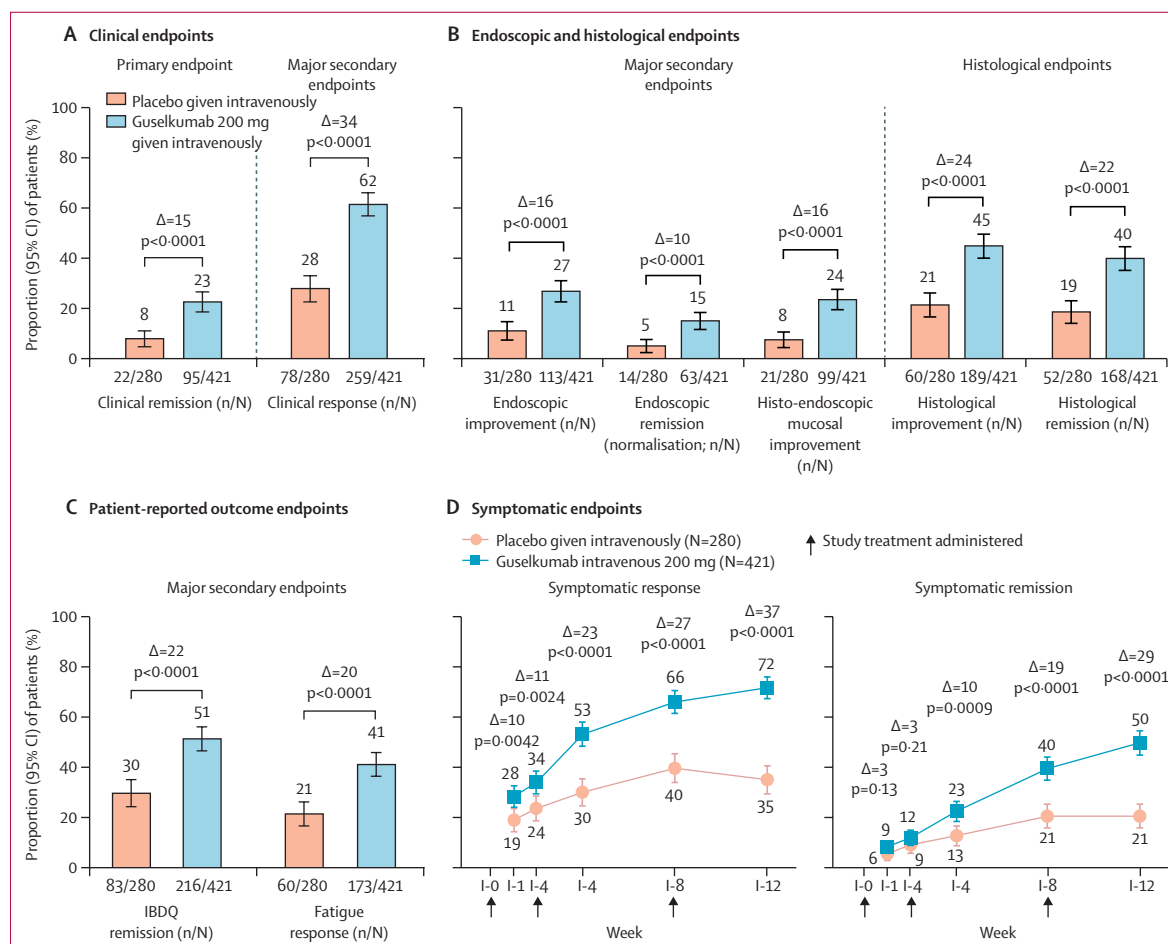 A Clinical endpoints
Primary endpoint
Major secondary
endpoints
Placebo given intravenously
Guselkumab 200 mg
given intravenously
Proportion (95% CI) of patients (%)
100
80
60
40
20
0
Δ=15
p<0·0001
8
23
Δ=34
p<0·0001
28
62
22/280 95/421 78/280 259/421
Clinical remission (n/N) Clinical response (n/N)
B Endoscopic and histological endpoints
Major secondary
endpoints
Histological endpoints
Δ=16
p<0·0001
11
27
Δ=10
p<0·0001
5
15
Δ=16
p<0·0001
8
24
Δ=24
p<0·0001
21
45
Δ=22
p<0·0001
19
40
31/280 113/421 14/280 63/421 21/280 99/421 60/280 189/421 52/280 168/421
Endoscopic
improvement (n/N)
Endoscopic
remission
(normalisation; n/N)
Histo-endoscopic
mucosal
improvement
(n/N)
Histological
improvement (n/N)
Histological
remission (n/N)
C Patient-reported outcome endpoints
Major secondary endpoints
Proportion (95% CI) of patients (%)
100
80
60
40
20
0
Δ=22
p<0·0001
30
51
Δ=20
p<0·0001
21
41
83/280 216/421 60/280 173/421
IBDQ
remission (n/N)
Fatigue
response (n/N)
D Symptomatic endpoints
Placebo given intravenously (N=280)
Guselkumab intravenous 200 mg (N=421)
Study treatment administered
Symptomatic response
Δ=10
p=0·0042
Δ=11
p=0·0024
Δ=23
p<0·0001
Δ=27
p<0·0001
Δ=37
p<0·0001
28
34
53
66
72
19
24
30
40
35
I-0 I-1 I-4 I-4 I-8 I-12
Week
Symptomatic remission
Δ=3
p=0·13
Δ=3
p=0·21
Δ=10
p=0·0009
Δ=19
p<0·0001
Δ=29
p<0·0001
9
12
23
40
50
6
9
13
21
21
I-0 I-1 I-4 I-4 I-8 I-12
Week